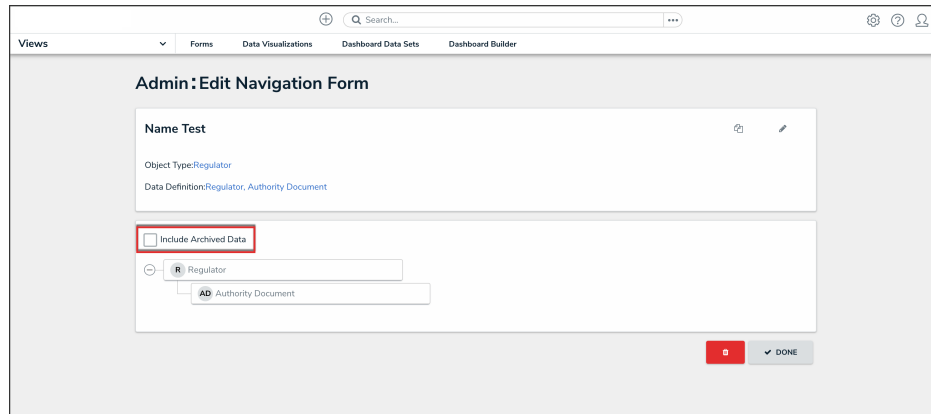 Search...
Views Forms Data Visualizations Dashboard Data Sets Dashboard Builder
Admin:Edit Navigation Form
Name Test
Object Type:Regulator
Data Definition:Regulator, Authority Document
Include Archived Data
R Regulator
AD Authority Document
DONE